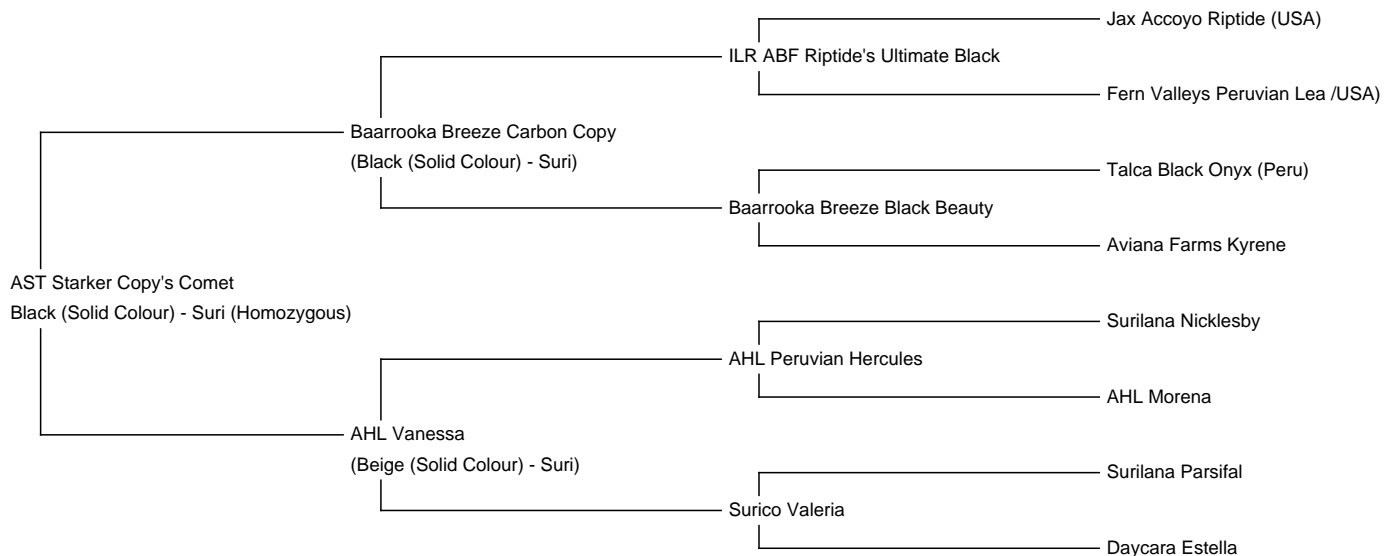 Jax Accoyo Riptide (USA)
ILR ABF Riptide's Ultimate Black
Fern Valleys Peruvian Lea /USA)
Baarrooka Breeze Carbon Copy
(Black (Solid Colour) - Suri)
Talca Black Onyx (Peru)
Baarrooka Breeze Black Beauty
Aviana Farms Kyrene
AST Starker Copy's Comet
Black (Solid Colour) - Suri (Homozygous)
Surilana Nicklesby
AHL Peruvian Hercules
AHL Morena
AHL Vanessa
(Beige (Solid Colour) - Suri)
Surilana Parsifal
Surico Valeria
Daycara Estella